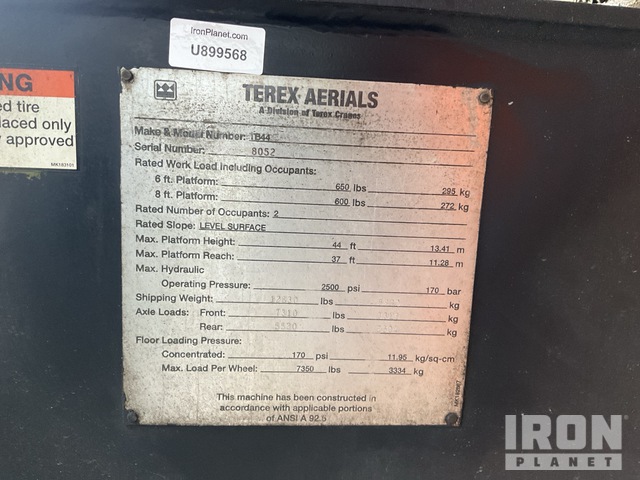 IronPlanet.com
U899568
NG
ed tire
laced only
y approved
MK183101
TEREX AERIALS
A Division of Terex Cranes
Make & Model Number: TB44
Serial Number: 8052
Rated Work Load Including Occupants:
6 ft. Platform: 650 lbs 295 kg
8 ft. Platform: 600 lbs 272 kg
Rated Number of Occupants: 2
Rated Slope: LEVEL SURFACE
Max. Platform Height: 44 ft 13.41 m
Max. Platform Reach: 37 ft 11.28 m
Max. Hydraulic
Operating Pressure: 2500 psi 170 bar
Shipping Weight: lbs kg
Axle Loads: Front: 7310 lbs kg
Rear: 5520 lbs kg
Floor Loading Pressure:
Concentrated: 170 psi 11.95 kg/sq-cm
Max. Load Per Wheel: 7350 lbs 3334 kg
This machine has been constructed in
accordance with applicable portions
of ANSI A 92.5
IRON
PLANET